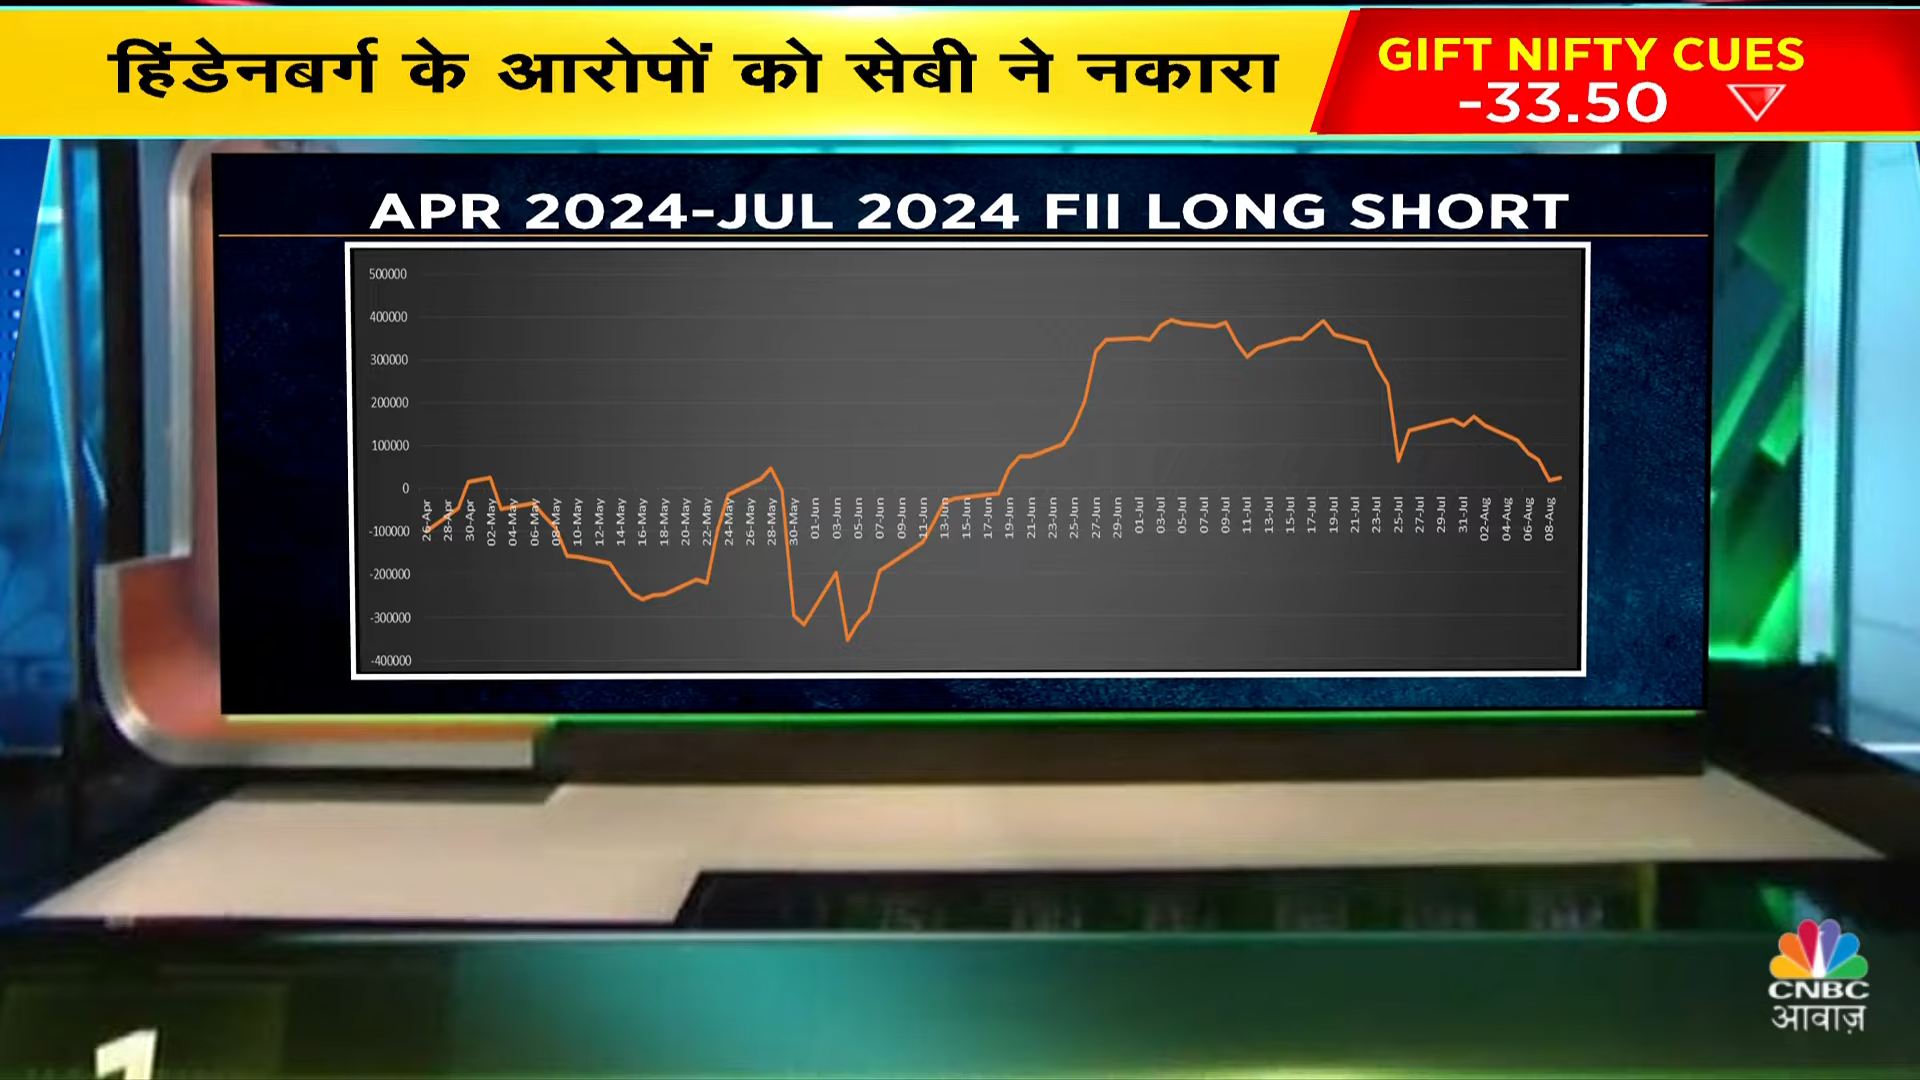 हिंडेनबर्ग के आरोपों को सेबी ने नकारा
GIFT NIFTY CUES
-33.50
APR 2024-JUL 2024 FII LONG SHORT
500000
400000
300000
200000
100000
0
-100000
-200000
-300000
-400000
26-Apr
28-Apr
30-Apr
02-May
04-May
06-May
08-May
10-May
12-May
14-May
16-May
18-May
20-May
22-May
24-May
26-May
28-May
30-May
01-Jun
03-Jun
05-Jun
07-Jun
09-Jun
11-Jun
13-Jun
15-Jun
17-Jun
19-Jun
21-Jun
23-Jun
25-Jun
27-Jun
29-Jun
01-Jul
03-Jul
05-Jul
07-Jul
09-Jul
11-Jul
13-Jul
15-Jul
17-Jul
19-Jul
21-Jul
23-Jul
25-Jul
27-Jul
29-Jul
31-Jul
02-Aug
04-Aug
06-Aug
08-Aug
CNBC
आवाज़
1